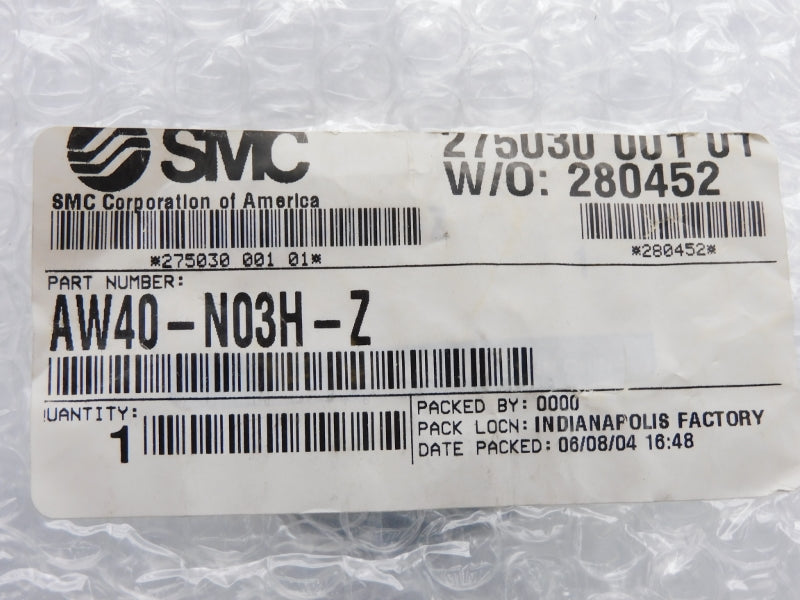 SMC
275030 001 01
W/O: 280452
SMC Corporation of America
*275030 001 01*
*280452*
PART NUMBER:
AW40-N03H-Z
UANTITY:
1
PACKED BY: 0000
PACK LOCN: INDIANAPOLIS FACTORY
DATE PACKED: 06/08/04 16:48